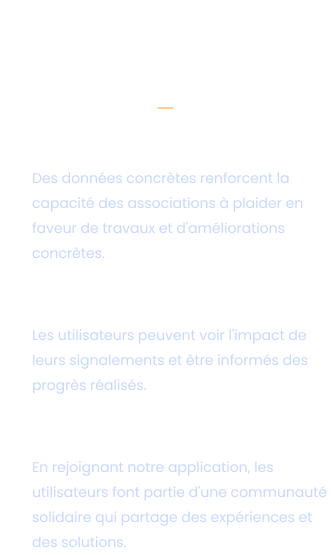 Des données concrètes renforcent la
capacité des associations à plaider en
faveur de travaux et d'améliorations
concrètes.
Les utilisateurs peuvent voir l'impact de
leurs signalements et être informés des
progrès réalisés.
En rejoignant notre application, les
utilisateurs font partie d'une communauté
solidaire qui partage des expériences et
des solutions.